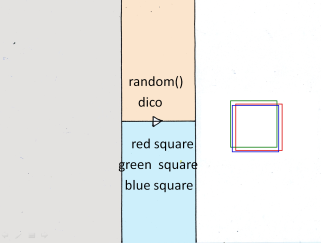 random()
dico
red square
green square
blue square